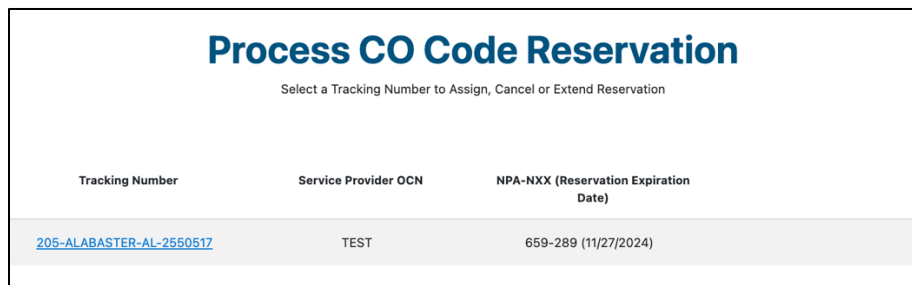 Process CO Code Reservation
Select a Tracking Number to Assign, Cancel or Extend Reservation
Tracking Number Service Provider OCN NPA-NXX (Reservation Expiration
Date)
205-ALABASTER-AL-2550517 TEST 659-289 (11/27/2024)